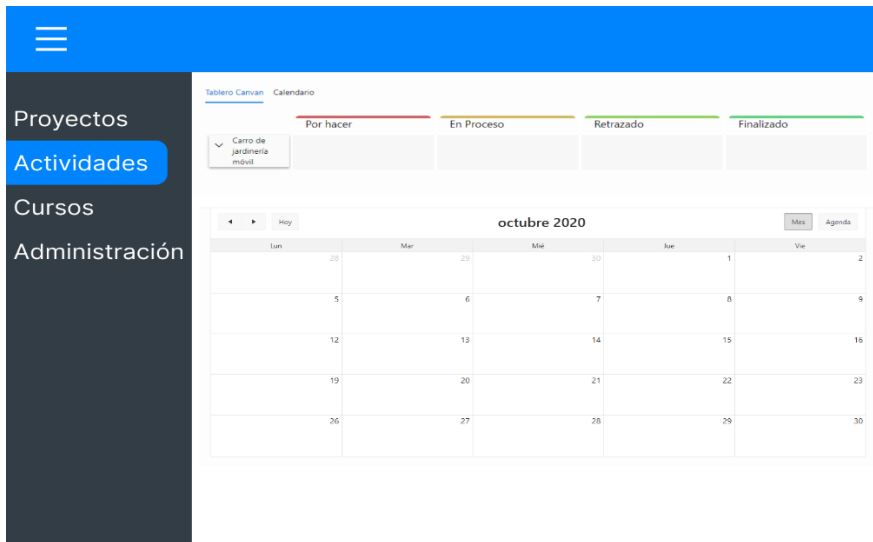 Proyectos
Actividades
Cursos
Administración
Tablero Canvan Calendario
Por hacer En Proceso Retrazado Finalizado
Carro de
jardinería
móvil
Hoy octubre 2020 Mes Agenda
Lun Mar Mié Jue Vie
28 29 30 1 2
5 6 7 8 9
12 13 14 15 16
19 20 21 22 23
26 27 28 29 30